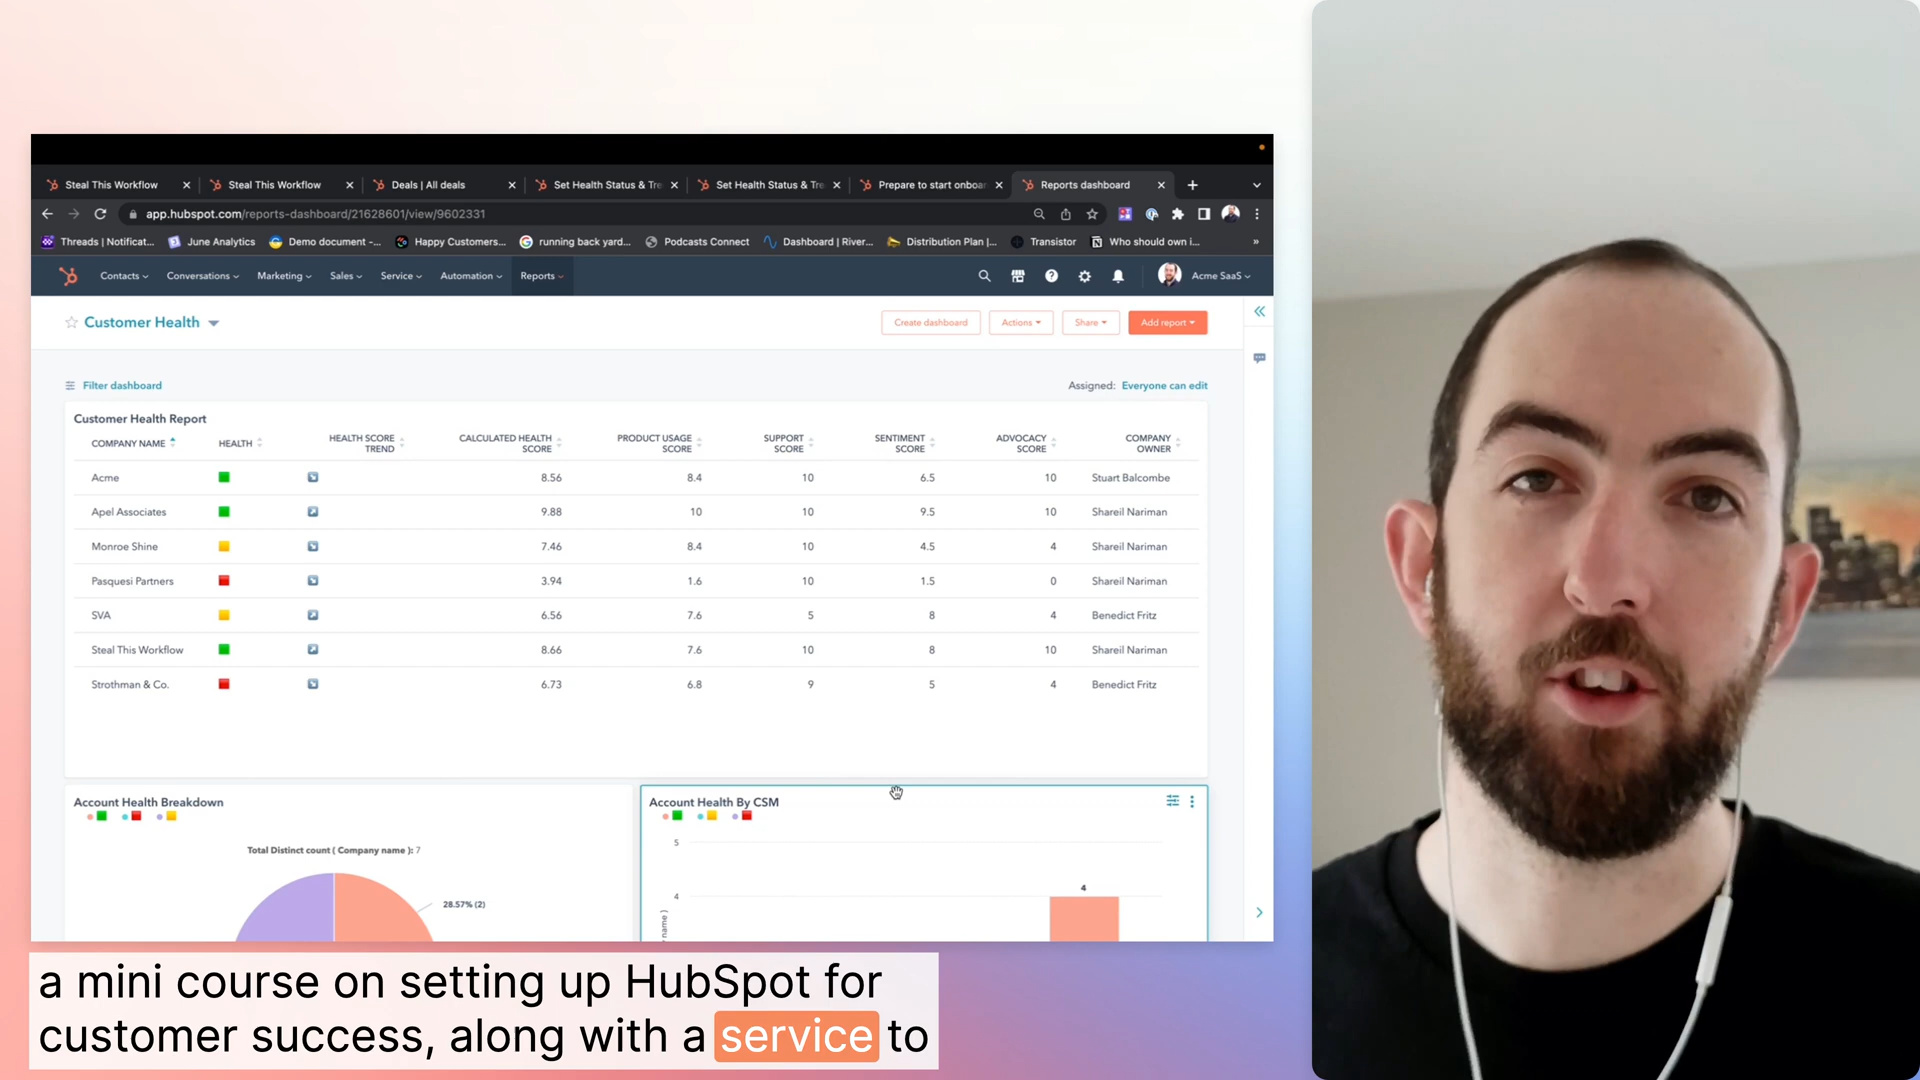 Steal This Workflow
Steal This Workflow
Deals | All deals
Set Health Status & Tre
Set Health Status & Tre
Prepare to start onboar
Reports dashboard
app.hubspot.com/reports-dashboard/21628601/view/9602331
Threads | Notificat...
June Analytics
Demo document -...
Happy Customers...
running back yard...
Podcasts Connect
Dashboard | River...
Distribution Plan |...
Transistor
Who should own i...
»
Contacts
Conversations
Marketing
Sales
Service
Automation
Reports
Acme SaaS
Customer Health
Create dashboard
Actions
Share
Add report
Filter dashboard
Assigned: Everyone can edit
Customer Health Report
COMPANY NAME
HEALTH
HEALTH SCORE TREND
CALCULATED HEALTH SCORE
PRODUCT USAGE SCORE
SUPPORT SCORE
SENTIMENT SCORE
ADVOCACY SCORE
COMPANY OWNER
Acme 8.56 8.4 10 6.5 10 Stuart Balcombe
Apel Associates 9.88 10 10 9.5 10 Shareil Nariman
Monroe Shine 7.46 8.4 10 4.5 4 Shareil Nariman
Pasquesi Partners 3.94 1.6 10 1.5 0 Shareil Nariman
SVA 6.56 7.6 5 8 4 Benedict Fritz
Steal This Workflow 8.66 7.6 10 8 10 Shareil Nariman
Strothman & Co. 6.73 6.8 9 5 4 Benedict Fritz
Account Health Breakdown
Total Distinct count ( Company name ): 7
28.57% (2)
Account Health By CSM
5
4
4
name )
a mini course on setting up HubSpot for
customer success, along with a service to